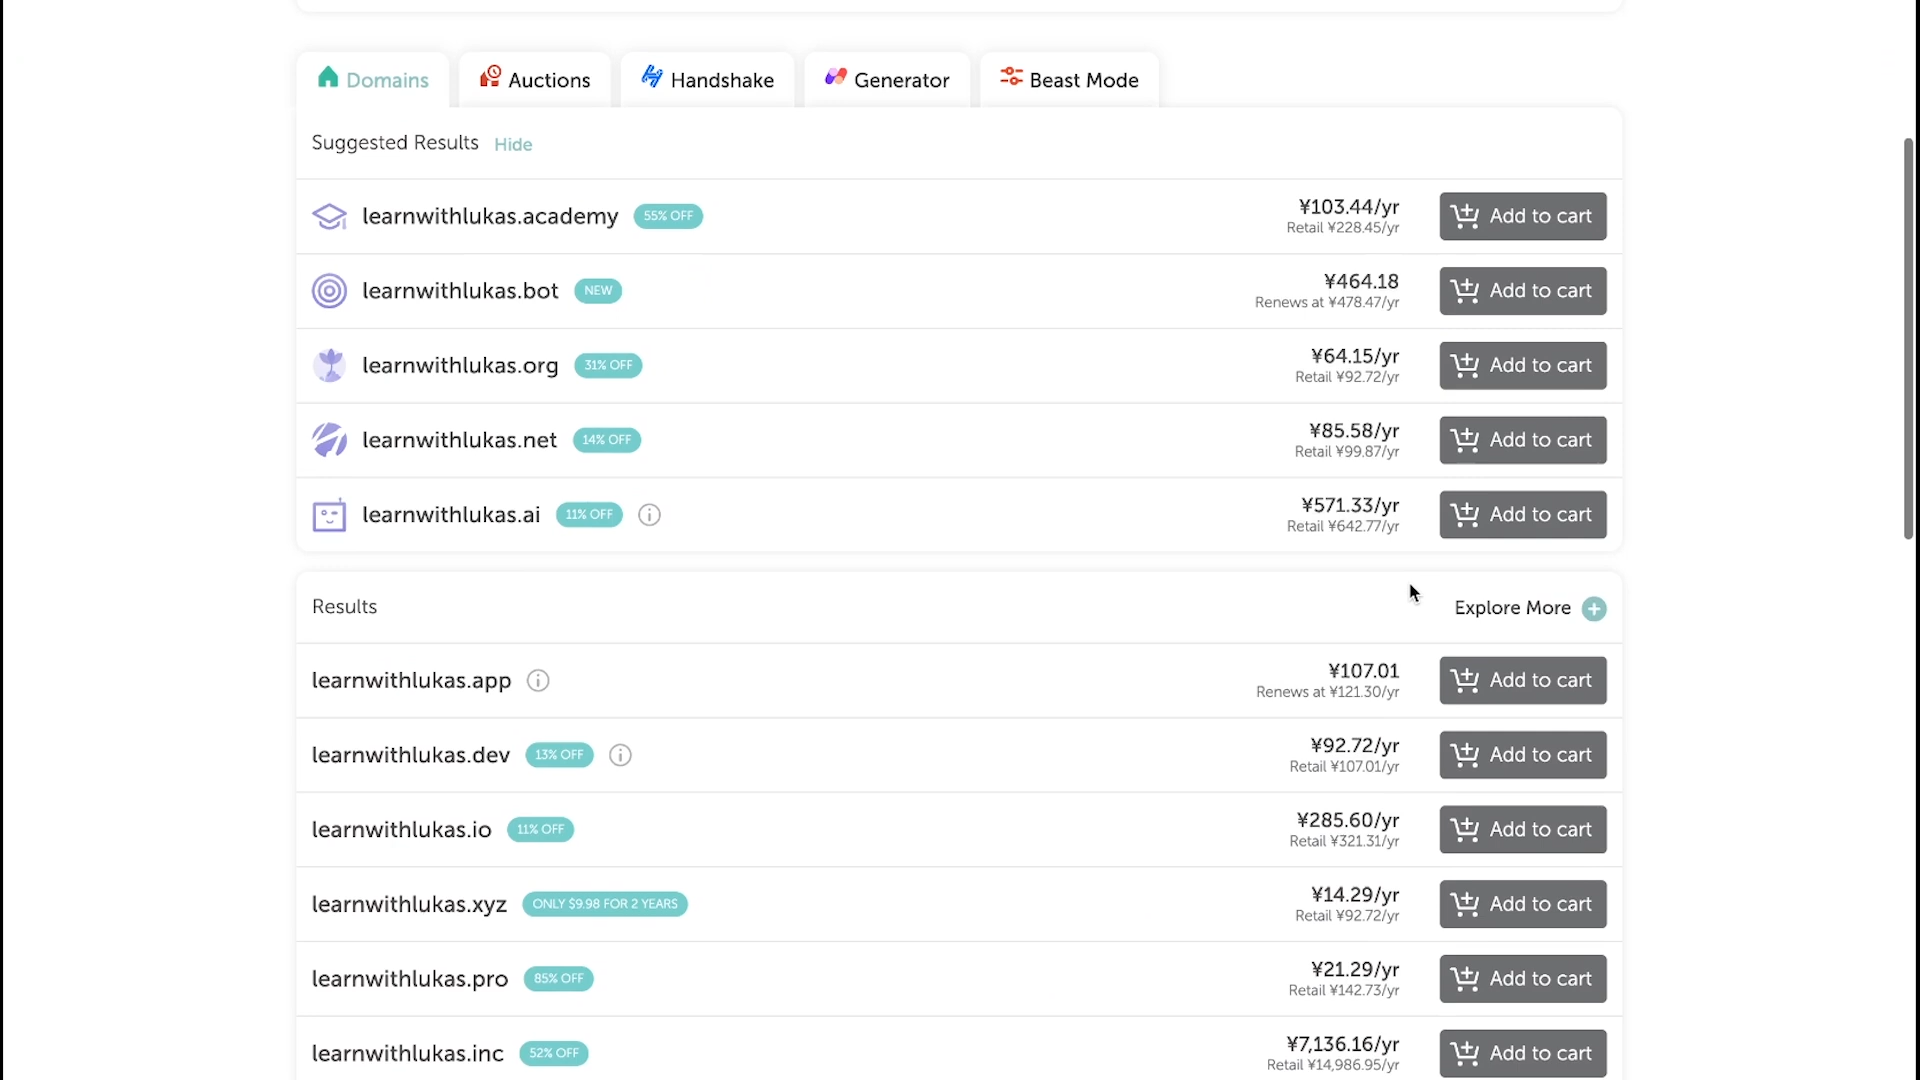 Domains
Auctions
Handshake
Generator
Beast Mode
Suggested Results Hide
learnwithlukas.academy 55% OFF
¥103.44/yr
Retail ¥228.45/yr
Add to cart
learnwithlukas.bot NEW
¥464.18
Renews at ¥478.47/yr
Add to cart
learnwithlukas.org 31% OFF
¥64.15/yr
Retail ¥92.72/yr
Add to cart
learnwithlukas.net 14% OFF
¥85.58/yr
Retail ¥99.87/yr
Add to cart
learnwithlukas.ai 11% OFF
¥571.33/yr
Retail ¥642.77/yr
Add to cart
Results
Explore More
learnwithlukas.app
¥107.01
Renews at ¥121.30/yr
Add to cart
learnwithlukas.dev 13% OFF
¥92.72/yr
Retail ¥107.01/yr
Add to cart
learnwithlukas.io 11% OFF
¥285.60/yr
Retail ¥321.31/yr
Add to cart
learnwithlukas.xyz ONLY $9.98 FOR 2 YEARS
¥14.29/yr
Retail ¥92.72/yr
Add to cart
learnwithlukas.pro 85% OFF
¥21.29/yr
Retail ¥142.73/yr
Add to cart
learnwithlukas.inc 52% OFF
¥7,136.16/yr
Retail ¥14,986.95/yr
Add to cart